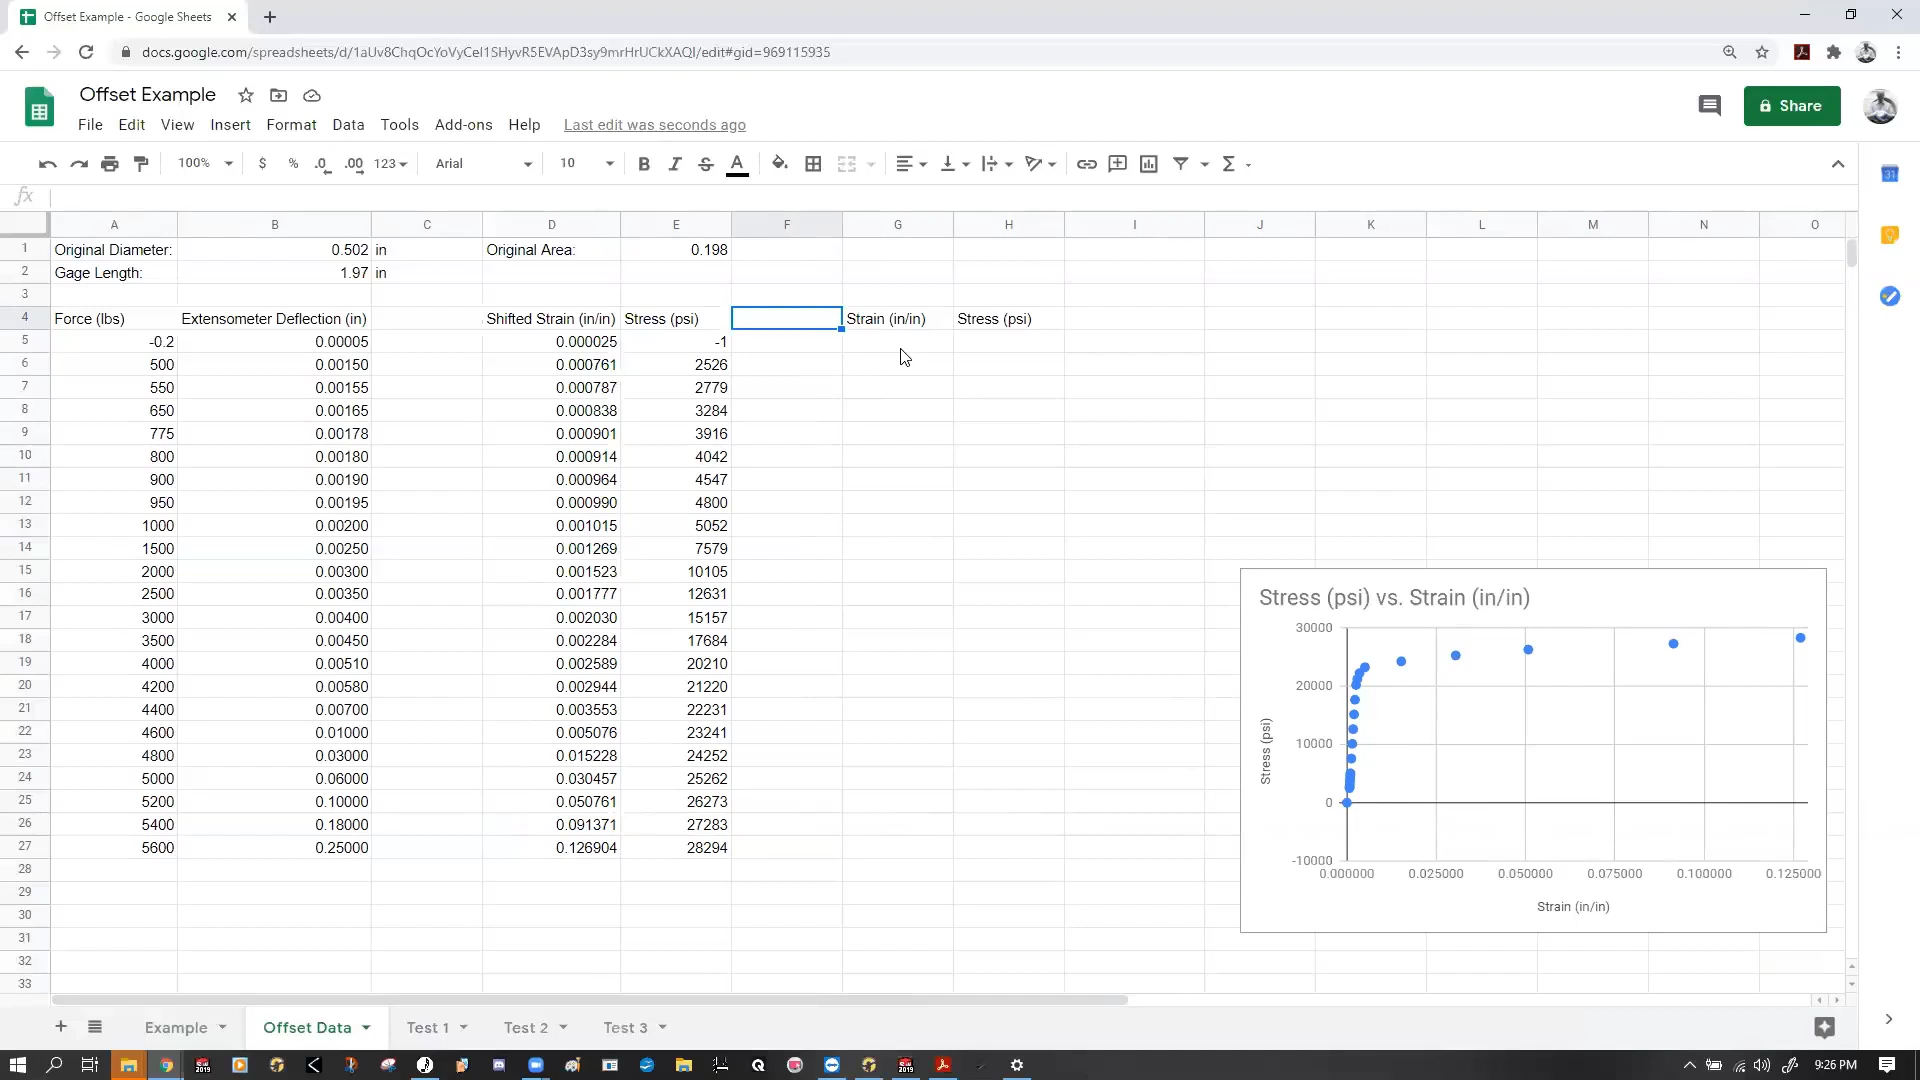 Offset Example - Google Sheets
docs.google.com/spreadsheets/d/1aUv8ChqOcYoVyCel1SHyvR5EVApD3sy9mrHrUCkXAQI/edit#gid=969115935
Offset Example
File Edit View Insert Format Data Tools Add-ons Help Last edit was seconds ago
Share
100% $ % .0 .00 123 Arial 10 B I S A Σ
31
fx
A B C D E F G H I J K L M N O
1 Original Diameter: 0.502 in Original Area: 0.198
2 Gage Length: 1.97 in
3
4 Force (lbs) Extensometer Deflection (in) Shifted Strain (in/in) Stress (psi) Strain (in/in) Stress (psi)
5 -0.2 0.00005 0.000025 -1
6 500 0.00150 0.000761 2526
7 550 0.00155 0.000787 2779
8 650 0.00165 0.000838 3284
9 775 0.00178 0.000901 3916
10 800 0.00180 0.000914 4042
11 900 0.00190 0.000964 4547
12 950 0.00195 0.000990 4800
13 1000 0.00200 0.001015 5052
14 1500 0.00250 0.001269 7579
15 2000 0.00300 0.001523 10105
16 2500 0.00350 0.001777 12631
17 3000 0.00400 0.002030 15157
18 3500 0.00450 0.002284 17684
19 4000 0.00510 0.002589 20210
20 4200 0.00580 0.002944 21220
21 4400 0.00700 0.003553 22231
22 4600 0.01000 0.005076 23241
23 4800 0.03000 0.015228 24252
24 5000 0.06000 0.030457 25262
25 5200 0.10000 0.050761 26273
26 5400 0.18000 0.091371 27283
27 5600 0.25000 0.126904 28294
28
29
30
31
32
33
Stress (psi) vs. Strain (in/in)
30000
20000
10000
0
-10000
Stress (psi)
0.000000 0.025000 0.050000 0.075000 0.100000 0.125000
Strain (in/in)
Example Offset Data Test 1 Test 2 Test 3
2019 2019 9:26 PM